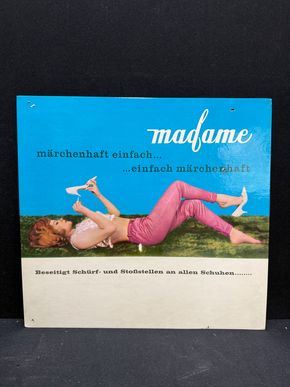 madame
märchenhaft einfach...
...einfach märchenhaft
Beseitigt Schürf- und Stoßstellen an allen Schuhen........